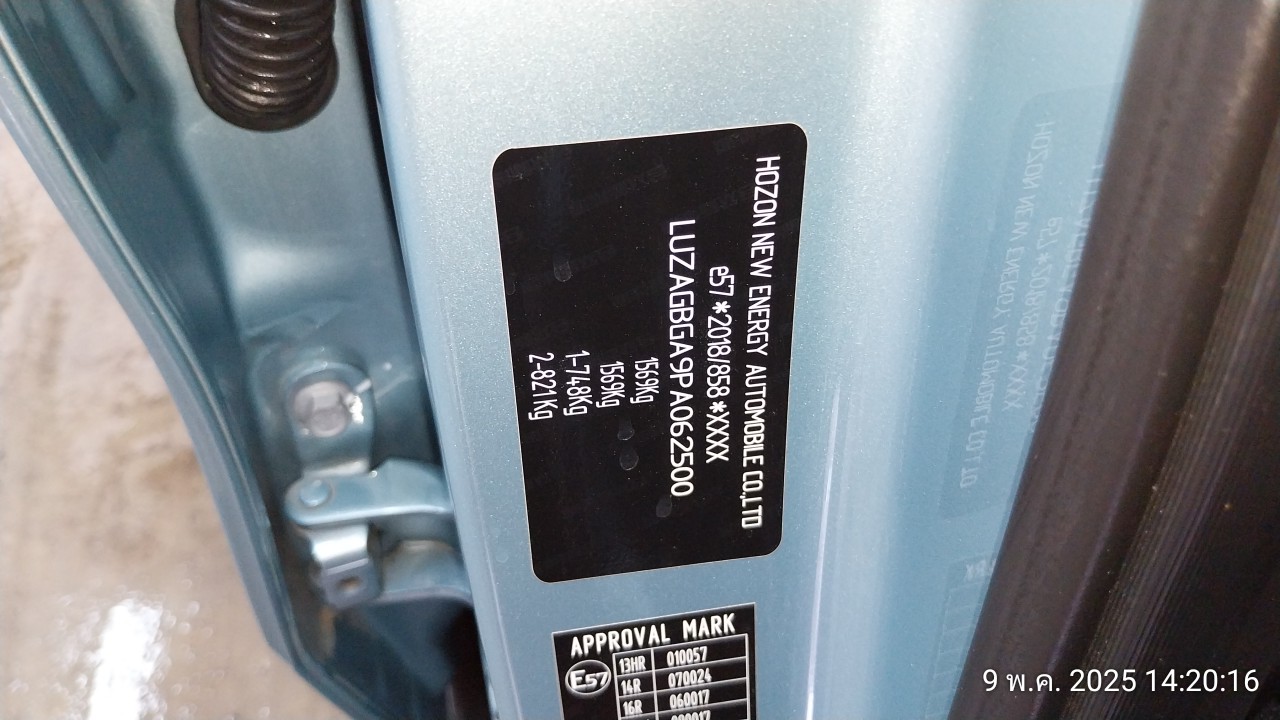 HOZON NEW ENERGY AUTOMOBILE CO.,LTD
e57*2018/858*XXXX
LUZAGBGA9PA062500
1569Kg
1569Kg
1-748Kg
2-821Kg
APPROVAL MARK
E57
13HR 010057
14R 070024
16R 060017
9 พ.ค. 2025 14:20:16